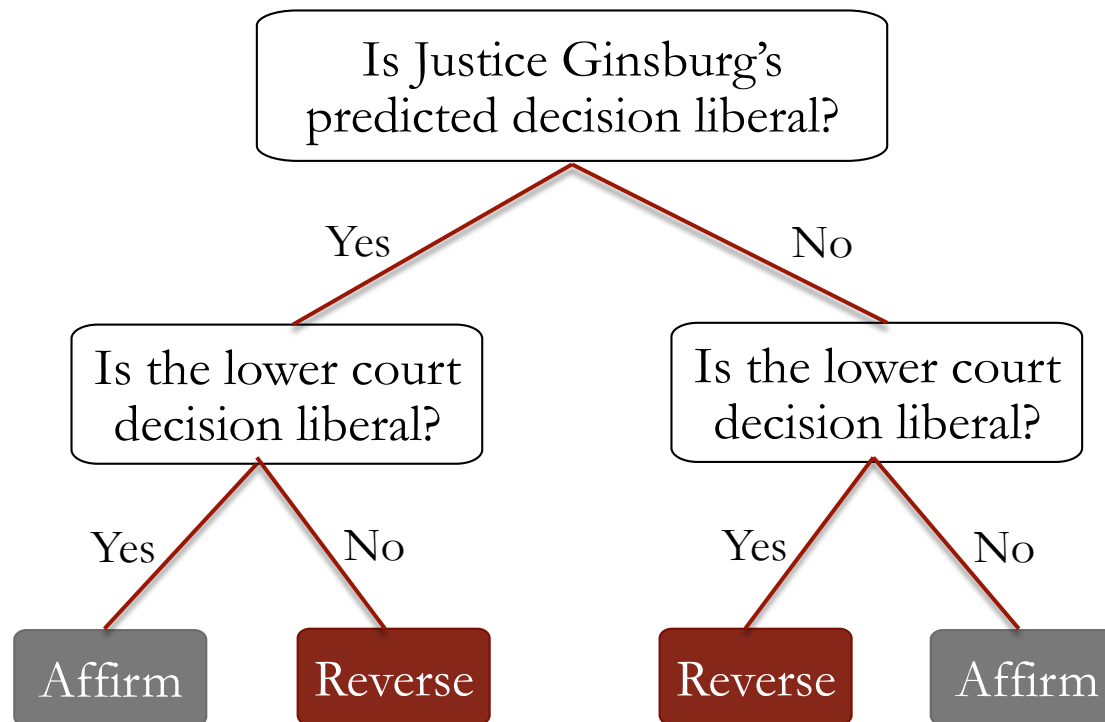 Is Justice Ginsburg’s
predicted decision liberal?
Yes
No
Is the lower court
decision liberal?
Is the lower court
decision liberal?
Yes
No
Yes
No
Affirm
Reverse
Reverse
Affirm